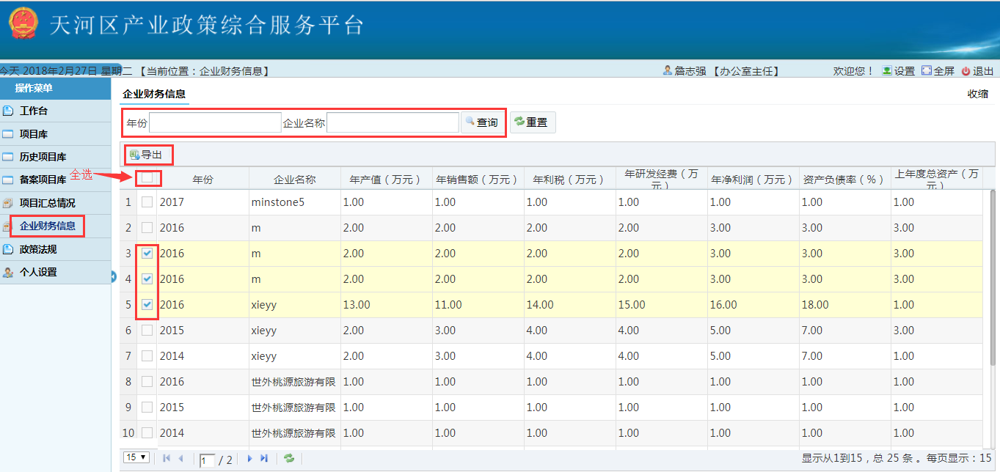 天河区产业政策综合服务平台
今天 2018年2月27日 星期二 【当前位置：企业财务信息】 詹志强 【办公室主任】 欢迎您！ 设置 全屏 退出
操作菜单
工作台
项目库
历史项目库
备案项目库
项目汇总情况
企业财务信息
政策法规
个人设置
企业财务信息 收缩
年份 企业名称 查询 重置
导出
全选
年份 企业名称 年产值（万元） 年销售额（万元） 年利税（万元） 年研发经费（万元） 年净利润（万元） 资产负债率（%） 上年度总资产（万元）
1 2017 minstone5 1.00 1.00 1.00 1.00 1.00 1.00 1.00
2 2016 m 2.00 2.00 2.00 2.00 3.00 3.00 3.00
3 2016 m 2.00 2.00 2.00 2.00 3.00 3.00 3.00
4 2016 m 2.00 2.00 2.00 2.00 3.00 3.00 3.00
5 2016 xieyy 13.00 11.00 14.00 15.00 16.00 18.00 1.00
6 2015 xieyy 2.00 3.00 4.00 4.00 5.00 7.00 3.00
7 2014 xieyy 2.00 3.00 4.00 4.00 5.00 7.00 1.00
8 2016 世外桃源旅游有限 1.00 1.00 1.00 1.00 1.00 1.00 1.00
9 2015 世外桃源旅游有限 1.00 1.00 1.00 1.00 1.00 1.00 1.00
10 2014 世外桃源旅游有限 1.00 1.00 1.00 1.00 1.00 1.00 1.00
15 1 / 2 显示从1到15，总 25 条 。每页显示：15